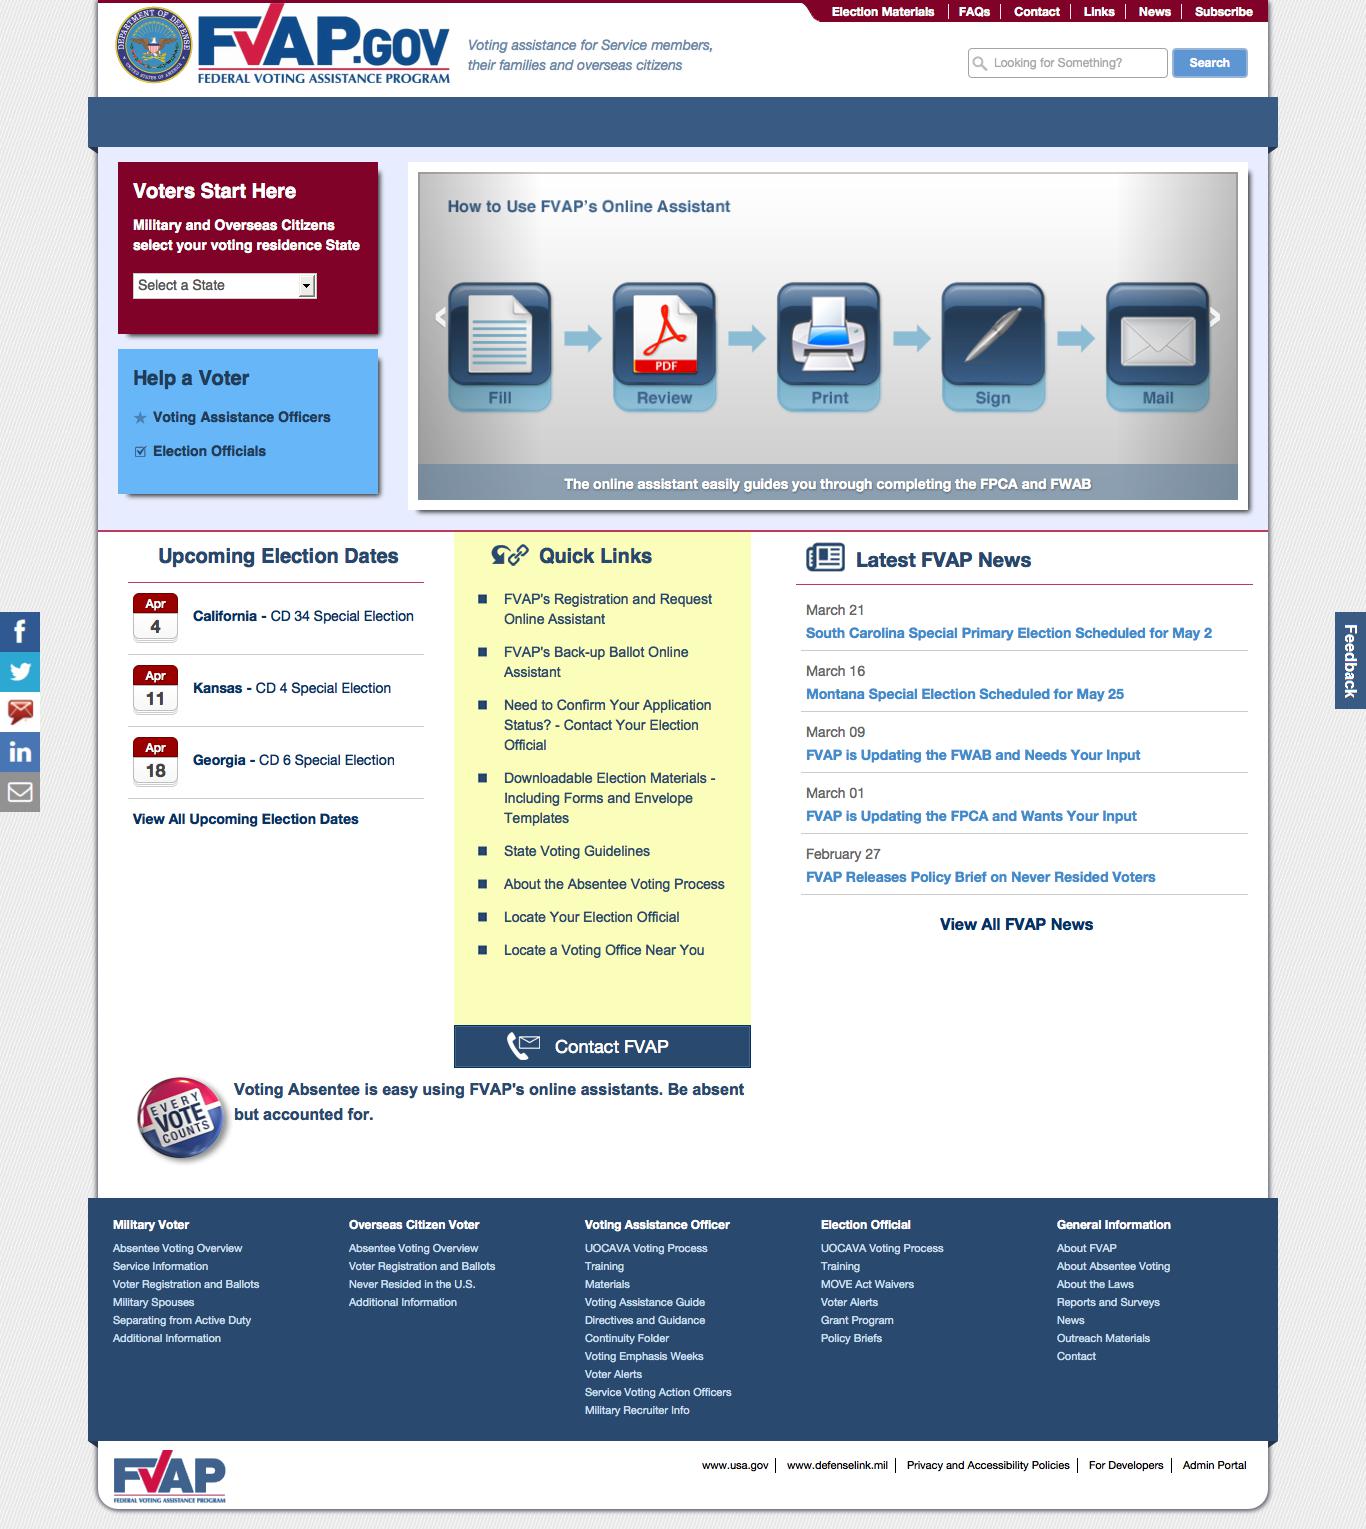 Election Materials
FAQs
Contact
Links
News
Subscribe
DEPARTMENT OF DEFENSE
UNITED STATES OF AMERICA
FVAP.GOV
FEDERAL VOTING ASSISTANCE PROGRAM
Voting assistance for Service members,
their families and overseas citizens
Looking for Something?
Search
Voters Start Here
Military and Overseas Citizens
select your voting residence State
Select a State
Help a Voter
Voting Assistance Officers
Election Officials
How to Use FVAP's Online Assistant
PDF
Fill
Review
Print
Sign
Mail
The online assistant easily guides you through completing the FPCA and FWAB
Upcoming Election Dates
Apr
4
California - CD 34 Special Election
Apr
11
Kansas - CD 4 Special Election
Apr
18
Georgia - CD 6 Special Election
View All Upcoming Election Dates
Quick Links
FVAP's Registration and Request
Online Assistant
FVAP's Back-up Ballot Online
Assistant
Need to Confirm Your Application
Status? - Contact Your Election
Official
Downloadable Election Materials -
Including Forms and Envelope
Templates
State Voting Guidelines
About the Absentee Voting Process
Locate Your Election Official
Locate a Voting Office Near You
Contact FVAP
Latest FVAP News
March 21
South Carolina Special Primary Election Scheduled for May 2
March 16
Montana Special Election Scheduled for May 25
March 09
FVAP is Updating the FWAB and Needs Your Input
March 01
FVAP is Updating the FPCA and Wants Your Input
February 27
FVAP Releases Policy Brief on Never Resided Voters
View All FVAP News
Feedback
EVERY
VOTE
COUNTS
Voting Absentee is easy using FVAP's online assistants. Be absent
but accounted for.
Military Voter
Absentee Voting Overview
Service Information
Voter Registration and Ballots
Military Spouses
Separating from Active Duty
Additional Information
Overseas Citizen Voter
Absentee Voting Overview
Voter Registration and Ballots
Never Resided in the U.S.
Additional Information
Voting Assistance Officer
UOCAVA Voting Process
Training
Materials
Voting Assistance Guide
Directives and Guidance
Continuity Folder
Voting Emphasis Weeks
Voter Alerts
Service Voting Action Officers
Military Recruiter Info
Election Official
UOCAVA Voting Process
Training
MOVE Act Waivers
Voter Alerts
Grant Program
Policy Briefs
General Information
About FVAP
About Absentee Voting
About the Laws
Reports and Surveys
News
Outreach Materials
Contact
FVAP
FEDERAL VOTING ASSISTANCE PROGRAM
www.usa.gov
www.defenselink.mil
Privacy and Accessibility Policies
For Developers
Admin Portal